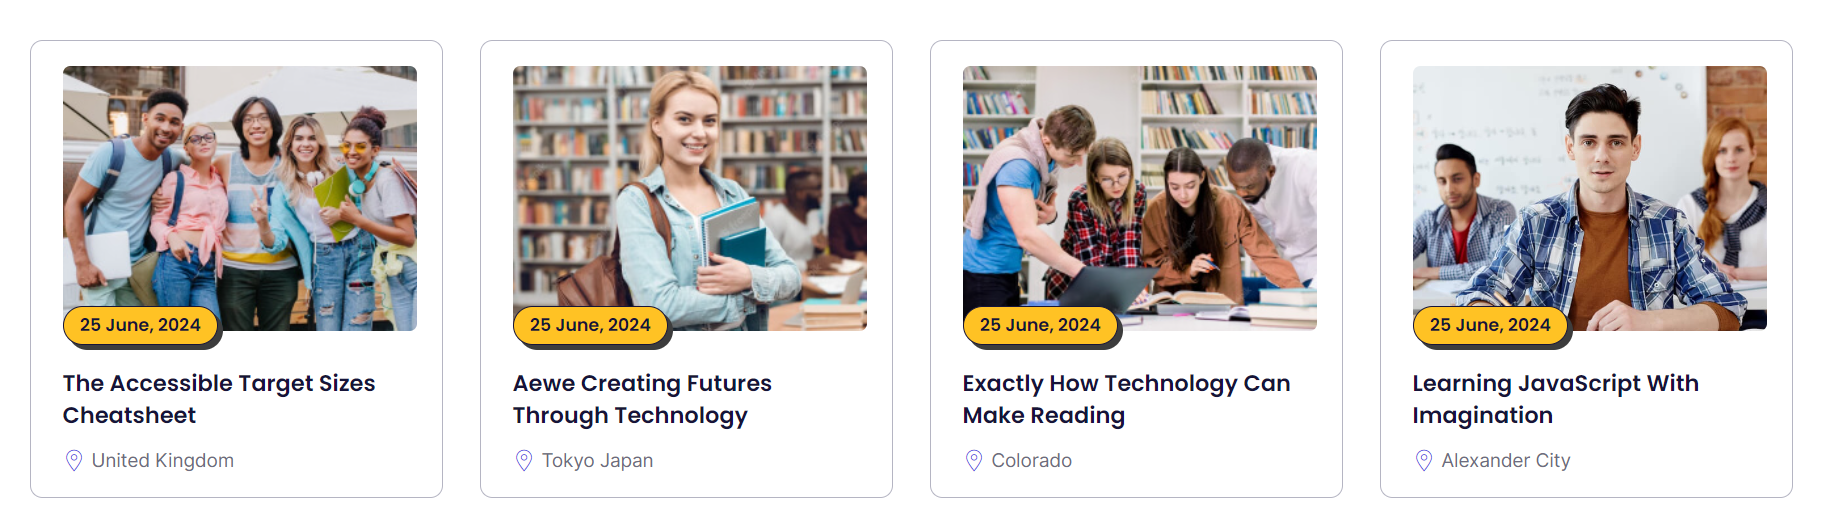 25 June, 2024
The Accessible Target Sizes
Cheatsheet
United Kingdom
25 June, 2024
Aewe Creating Futures
Through Technology
Tokyo Japan
25 June, 2024
Exactly How Technology Can
Make Reading
Colorado
25 June, 2024
Learning JavaScript With
Imagination
Alexander City